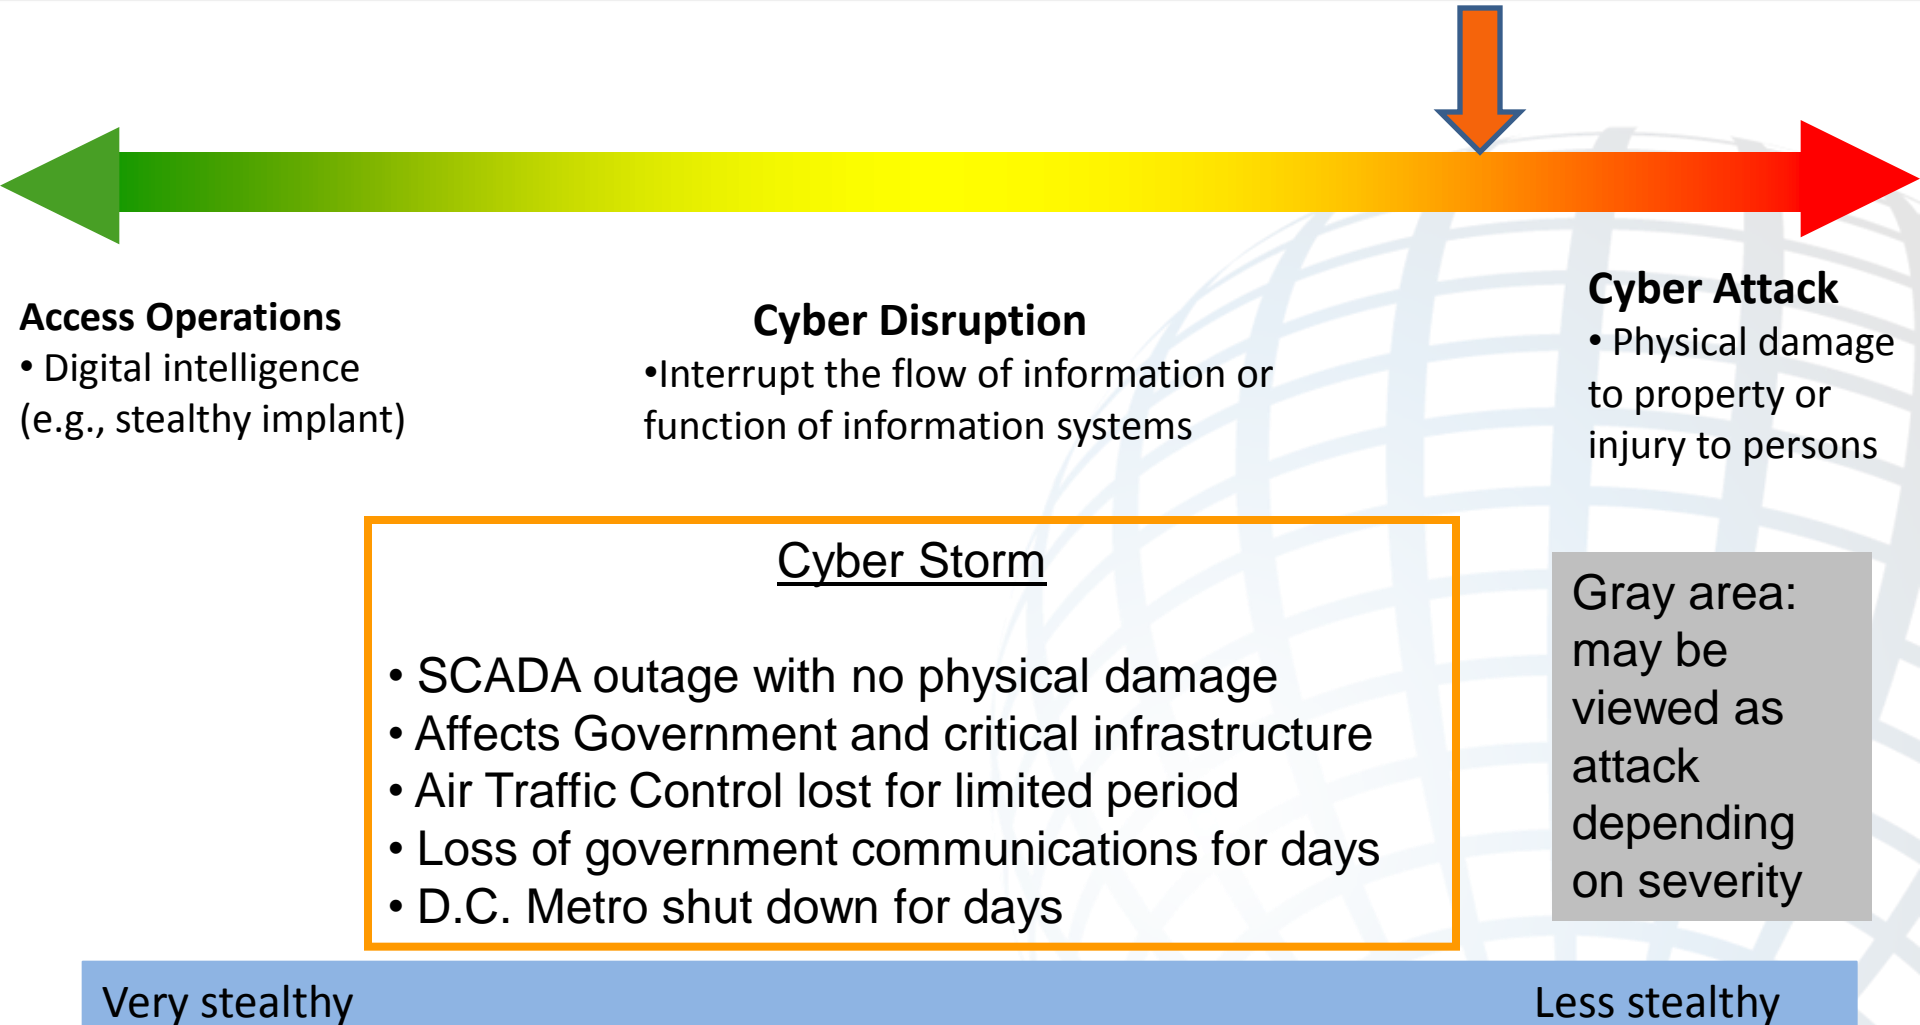 Access Operations
• Digital intelligence
(e.g., stealthy implant)
Cyber Disruption
•Interrupt the flow of information or
function of information systems
Cyber Attack
• Physical damage
to property or
injury to persons
Cyber Storm
• SCADA outage with no physical damage
• Affects Government and critical infrastructure
• Air Traffic Control lost for limited period
• Loss of government communications for days
• D.C. Metro shut down for days
Gray area:
may be
viewed as
attack
depending
on severity
Very stealthy
Less stealthy